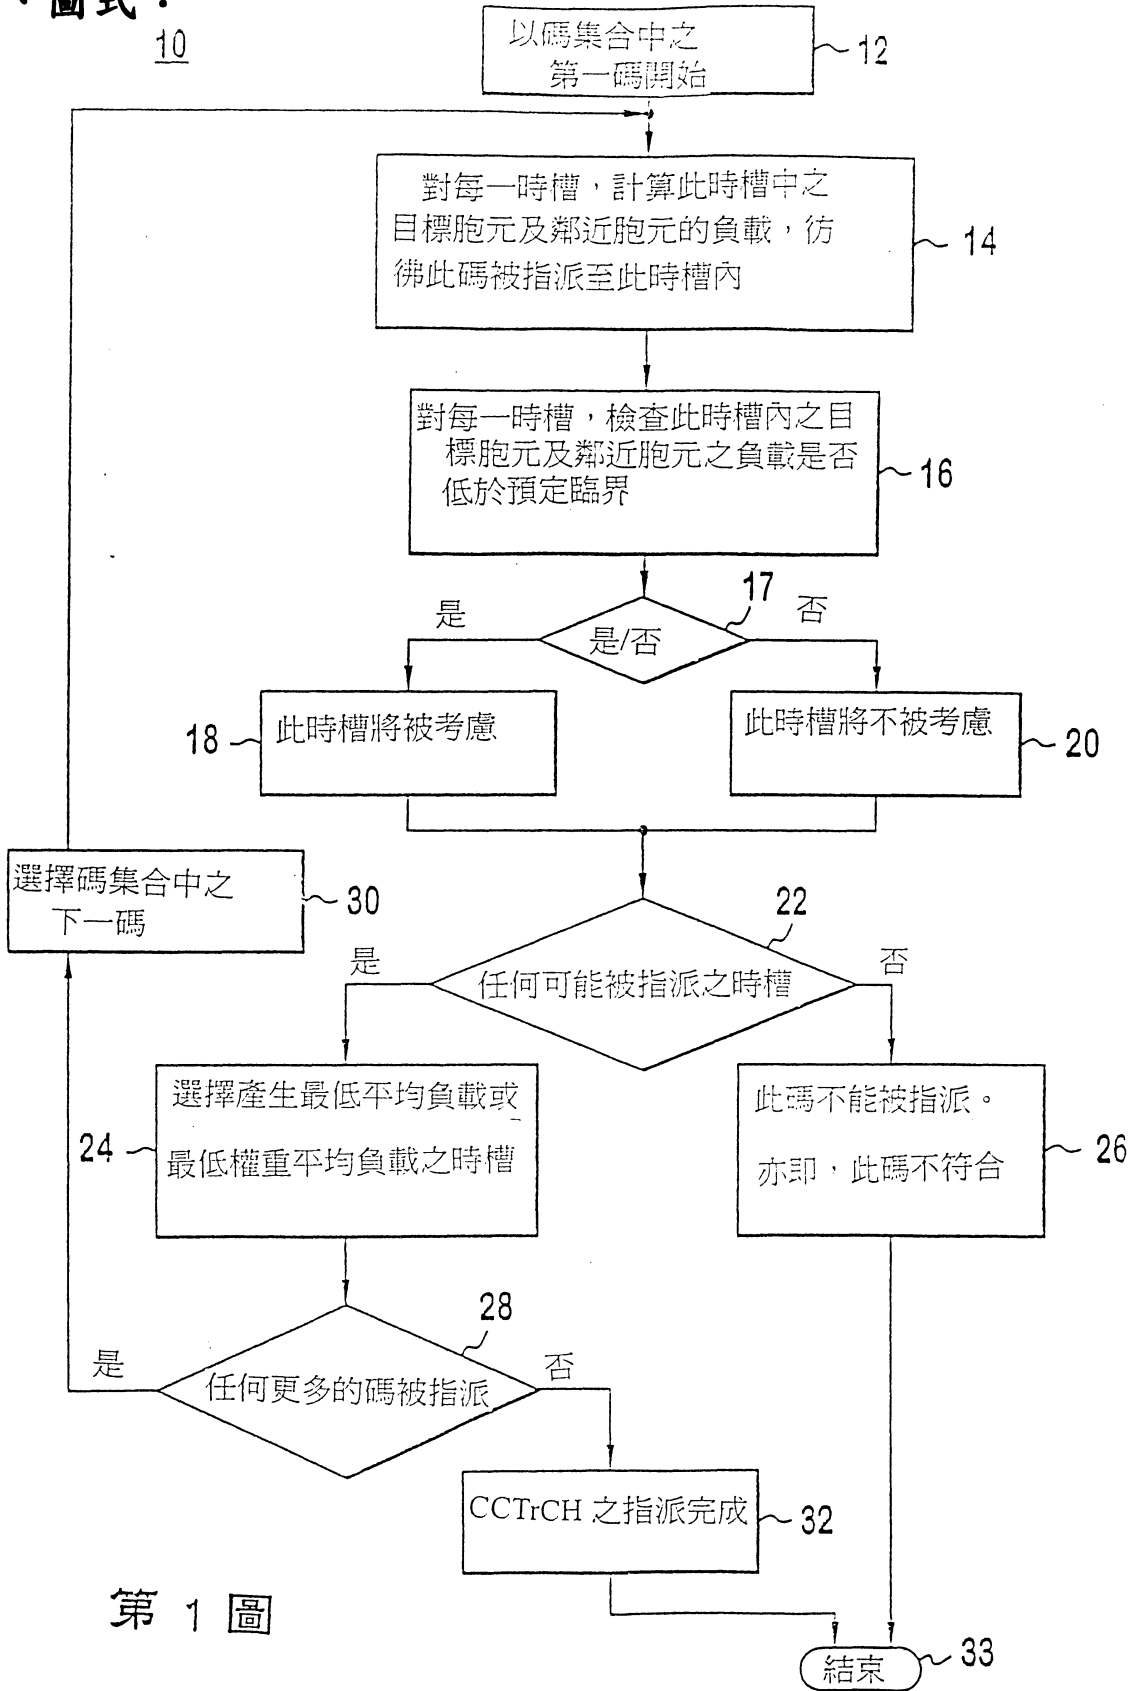 、圖式：
10
以碼集合中之
第一碼開始
12
對每一時槽，計算此時槽中之
目標胞元及鄰近胞元的負載，彷
彿此碼被指派至此時槽內
14
對每一時槽，檢查此時槽內之目
標胞元及鄰近胞元之負載是否
低於預定臨界
16
17
是
是/否
否
此時槽將被考慮
18
此時槽將不被考慮
20
選擇碼集合中之
下一碼
30
22
是
任何可能被指派之時槽
否
選擇產生最低平均負載或
最低權重平均負載之時槽
24
此碼不能被指派。
亦即，此碼不符合
26
28
是
任何更多的碼被指派
否
CCTrCH 之指派完成
32
第 1 圖
結束
33